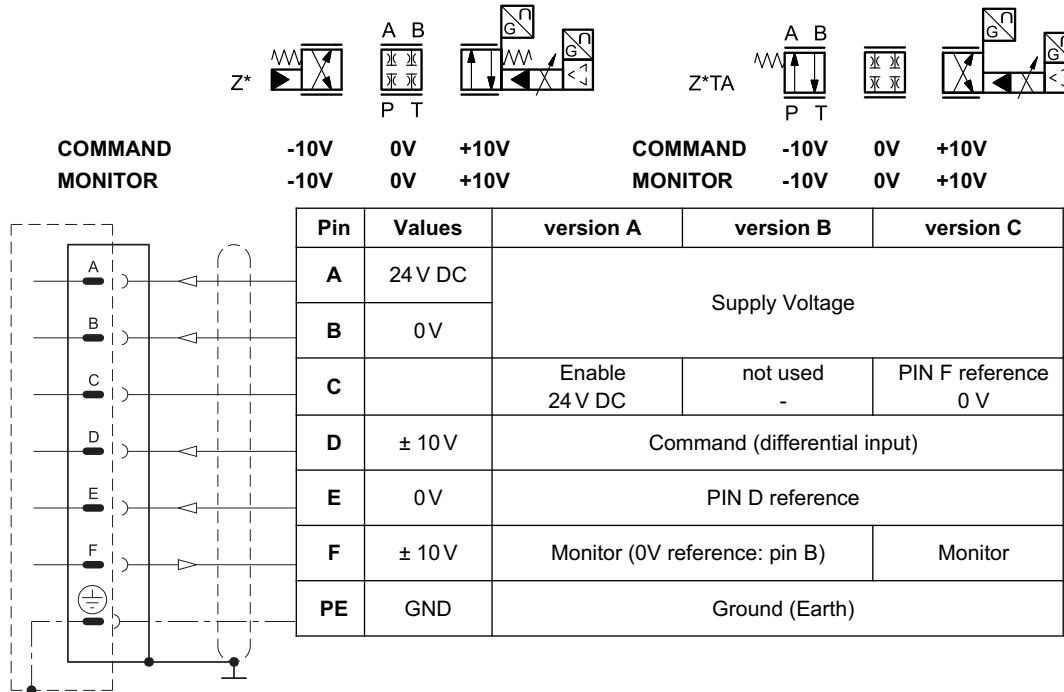 A B
G
G
Z*
P T
A B
G
G
Z*TA
P T
COMMAND -10V 0V +10V
MONITOR -10V 0V +10V
COMMAND -10V 0V +10V
MONITOR -10V 0V +10V
Pin Values version A version B version C
A
A 24 V DC
Supply Voltage
B
B 0 V
C
C Enable not used PIN F reference
24 V DC - 0 V
D
D ± 10 V Command (differential input)
E
E 0 V PIN D reference
F
F ± 10 V Monitor (0V reference: pin B) Monitor
PE GND Ground (Earth)